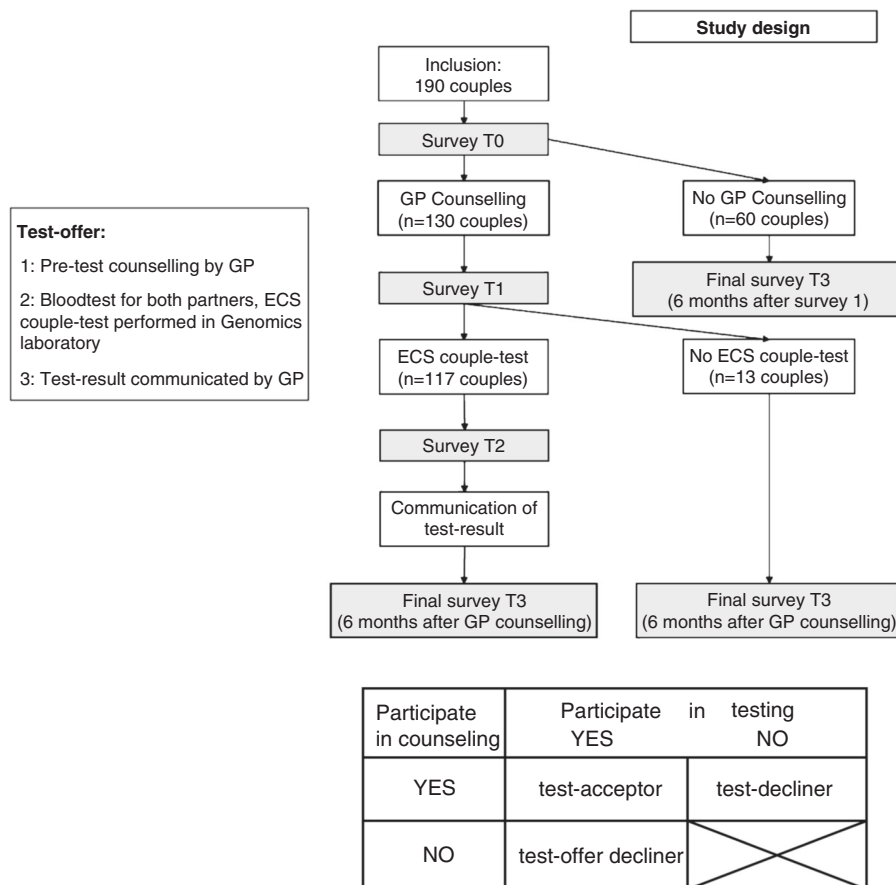 Study design
Inclusion:
190 couples
Survey T0
GP Counselling
(n=130 couples)
No GP Counselling
(n=60 couples)
Test-offer:
1: Pre-test counselling by GP
2: Bloodtest for both partners, ECS
couple-test performed in Genomics
laboratory
3: Test-result communicated by GP
Survey T1
Final survey T3
(6 months after survey 1)
ECS couple-test
(n=117 couples)
No ECS couple-test
(n=13 couples)
Survey T2
Communication of
test-result
Final survey T3
(6 months after GP counselling)
Final survey T3
(6 months after GP counselling)
Participate
in counseling
Participate in testing
YES NO
YES test-acceptor test-decliner
NO test-offer decliner